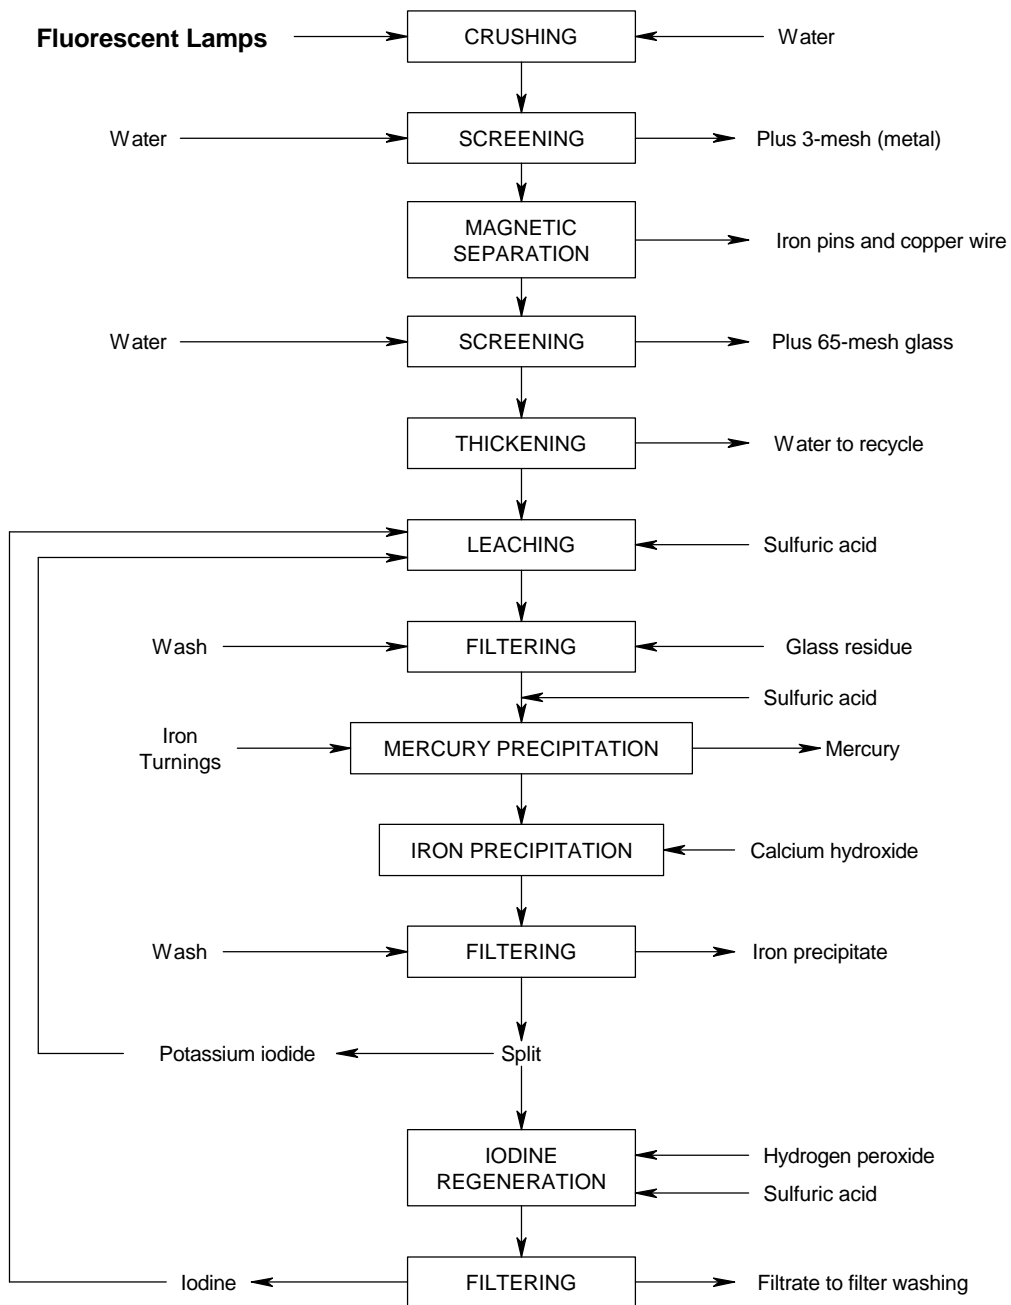 Fluorescent Lamps
CRUSHING
Water
Water
SCREENING
Plus 3-mesh (metal)
MAGNETIC
SEPARATION
Iron pins and copper wire
Water
SCREENING
Plus 65-mesh glass
THICKENING
Water to recycle
LEACHING
Sulfuric acid
Wash
FILTERING
Glass residue
Sulfuric acid
Iron
Turnings
MERCURY PRECIPITATION
Mercury
IRON PRECIPITATION
Calcium hydroxide
Wash
FILTERING
Iron precipitate
Potassium iodide
Split
IODINE
REGENERATION
Hydrogen peroxide
Sulfuric acid
Iodine
FILTERING
Filtrate to filter washing